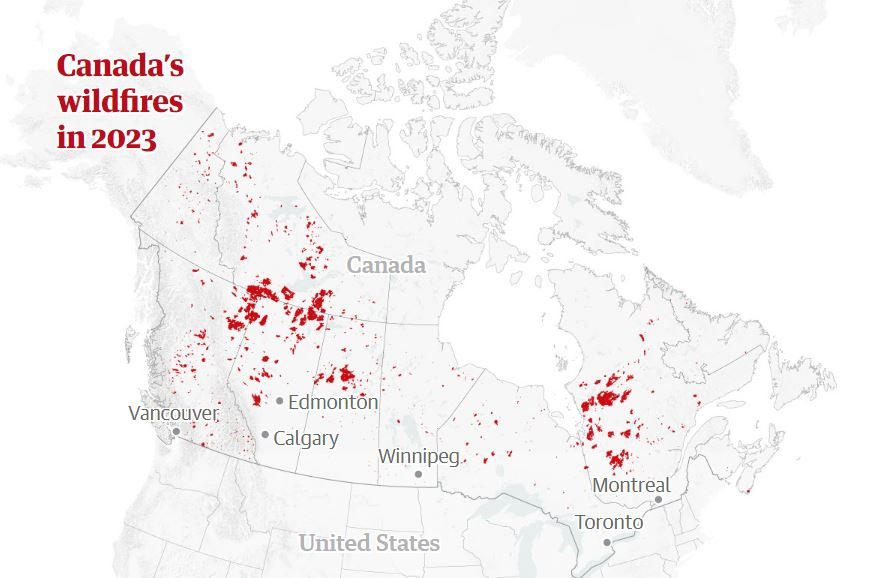 Canada's
wildfires
in 2023
Canada
Edmonton
Vancouver
Calgary
Winnipeg
Montreal
Toronto
United States